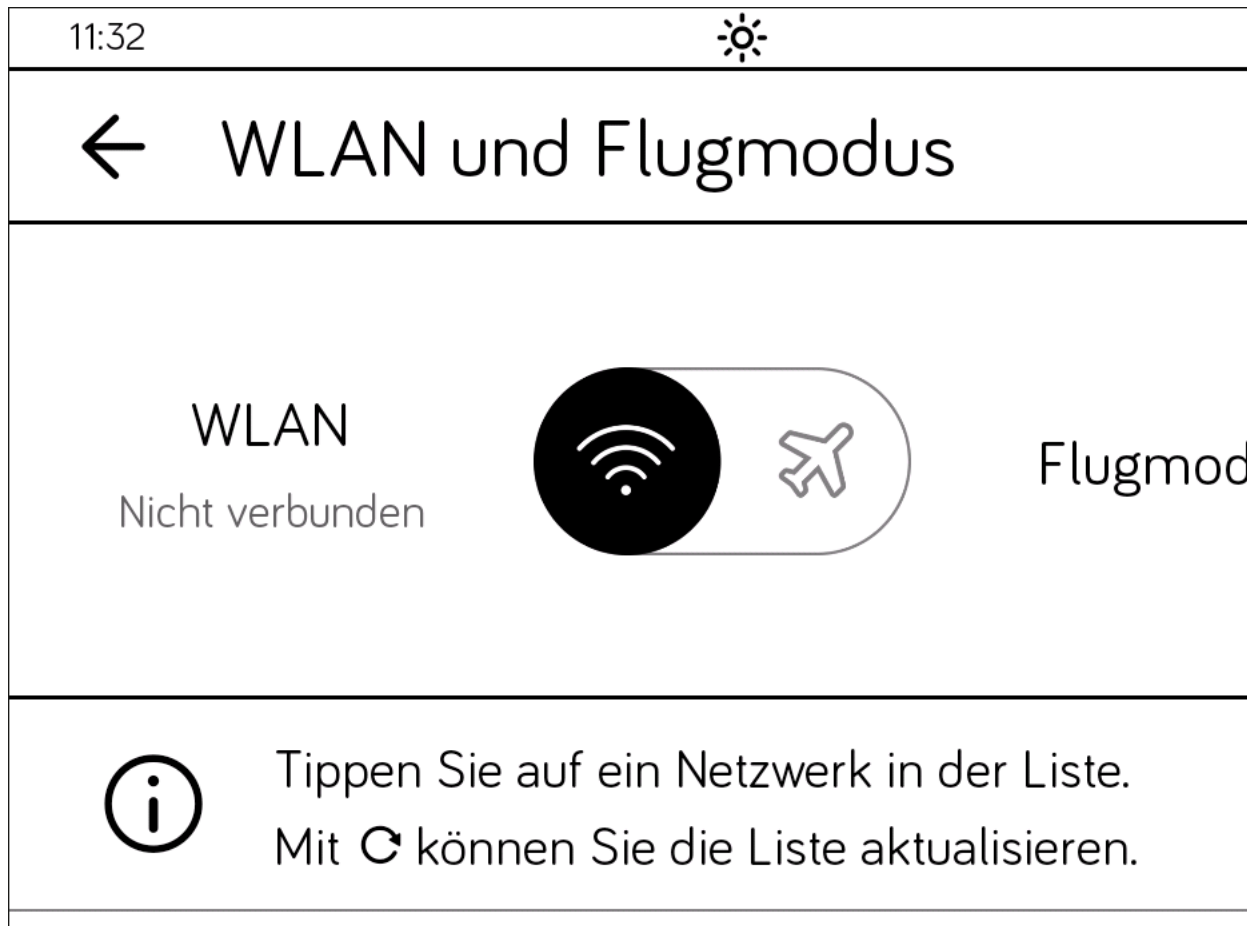 11:32
WLAN und Flugmodus
WLAN
Nicht verbunden
Flugmod
Tippen Sie auf ein Netzwerk in der Liste.
Mit können Sie die Liste aktualisieren.